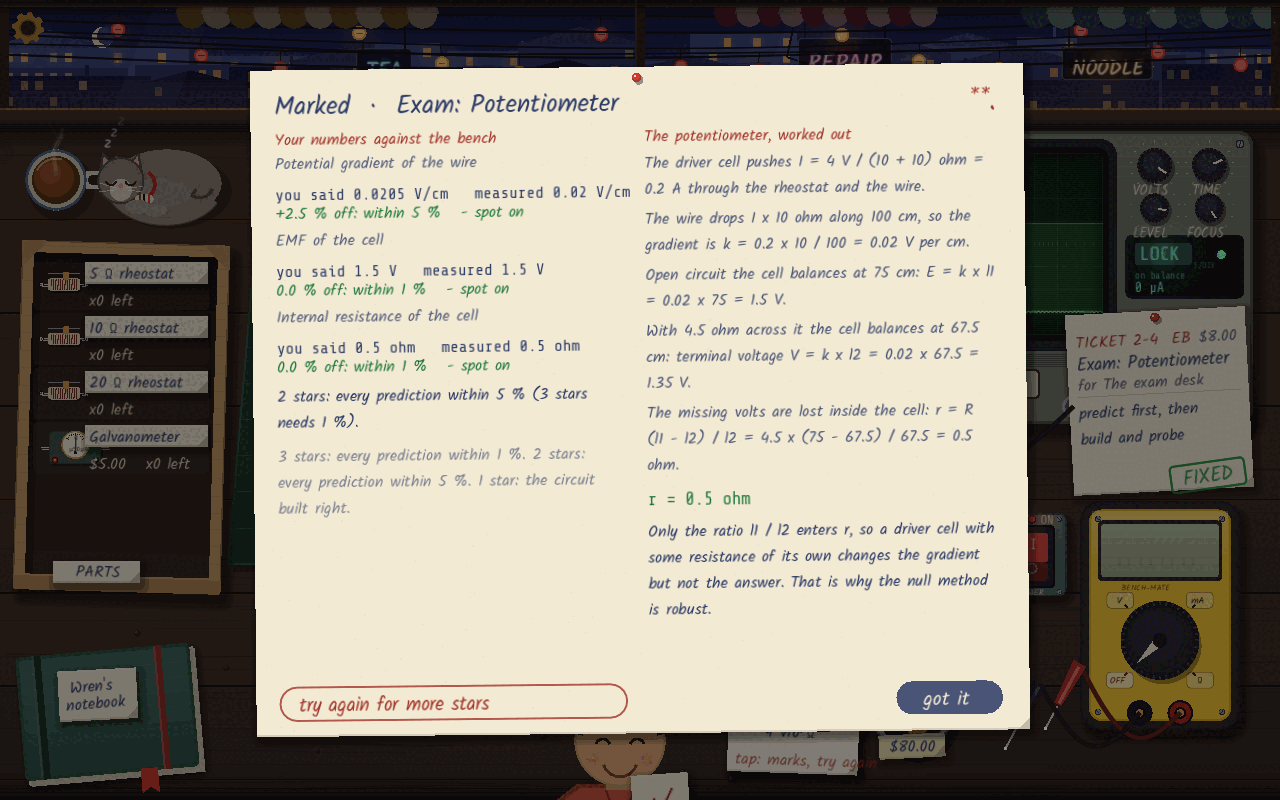 TEA
REPAIR
NOODLE
z
z
z
Marked · Exam: Potentiometer
**
Your numbers against the bench
Potential gradient of the wire
you said 0.0205 V/cm measured 0.02 V/cm
+2.5 % off: within 5 % - spot on
EMF of the cell
you said 1.5 V measured 1.5 V
0.0 % off: within 1 % - spot on
Internal resistance of the cell
you said 0.5 ohm measured 0.5 ohm
0.0 % off: within 1 % - spot on
2 stars: every prediction within 5 % (3 stars
needs 1 %).
3 stars: every prediction within 1 %. 2 stars:
every prediction within 5 %. 1 star: the circuit
built right.
try again for more stars
The potentiometer, worked out
The driver cell pushes I = 4 V / (10 + 10) ohm =
0.2 A through the rheostat and the wire.
The wire drops I x 10 ohm along 100 cm, so the
gradient is k = 0.2 x 10 / 100 = 0.02 V per cm.
Open circuit the cell balances at 75 cm: E = k x l1
= 0.02 x 75 = 1.5 V.
With 4.5 ohm across it the cell balances at 67.5
cm: terminal voltage V = k x l2 = 0.02 x 67.5 =
1.35 V.
The missing volts are lost inside the cell: r = R
(l1 - l2) / l2 = 4.5 x (75 - 67.5) / 67.5 = 0.5
ohm.
r = 0.5 ohm
Only the ratio l1 / l2 enters r, so a driver cell with
some resistance of its own changes the gradient
but not the answer. That is why the null method
is robust.
got it
5 Ω rheostat
x0 left
10 Ω rheostat
x0 left
20 Ω rheostat
x0 left
Galvanometer
$5.00 x0 left
PARTS
Wren's
notebook
VOLTS TIME
LEVEL FOCUS
LOCK
on balance
0 µA
TICKET 2-4 EB $8.00
Exam: Potentiometer
for The exam desk
predict first, then
build and probe
FIXED
ON
I
BENCH-MATE
V mA
OFF Ω
tap: marks, try again
$80.00